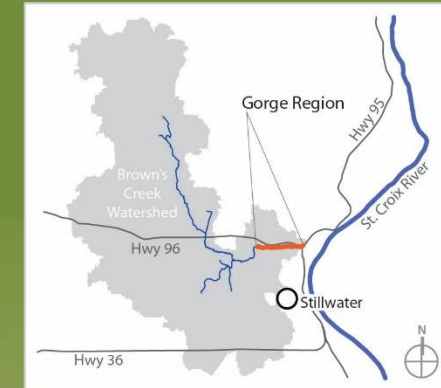 Gorge Region
Hwy 95
St. Croix River
Brown's
Creek
Watershed
Hwy 96
Stillwater
Hwy 36
N